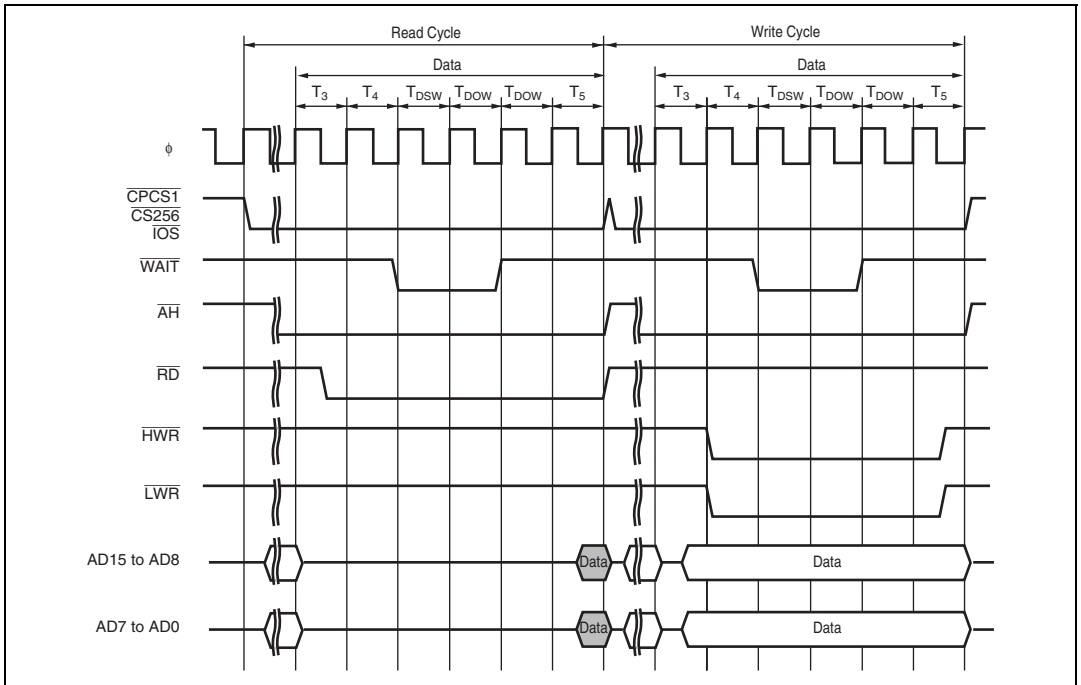 Read Cycle Write Cycle
Data Data
T3 T4 TDSW TDOW TDOW T5 T3 T4 TDSW TDOW TDOW T5
ϕ
CPCS1
CS256
IOS
WAIT
AH
RD
HWR
LWR
AD15 to AD8 Data Data
AD7 to AD0 Data Data